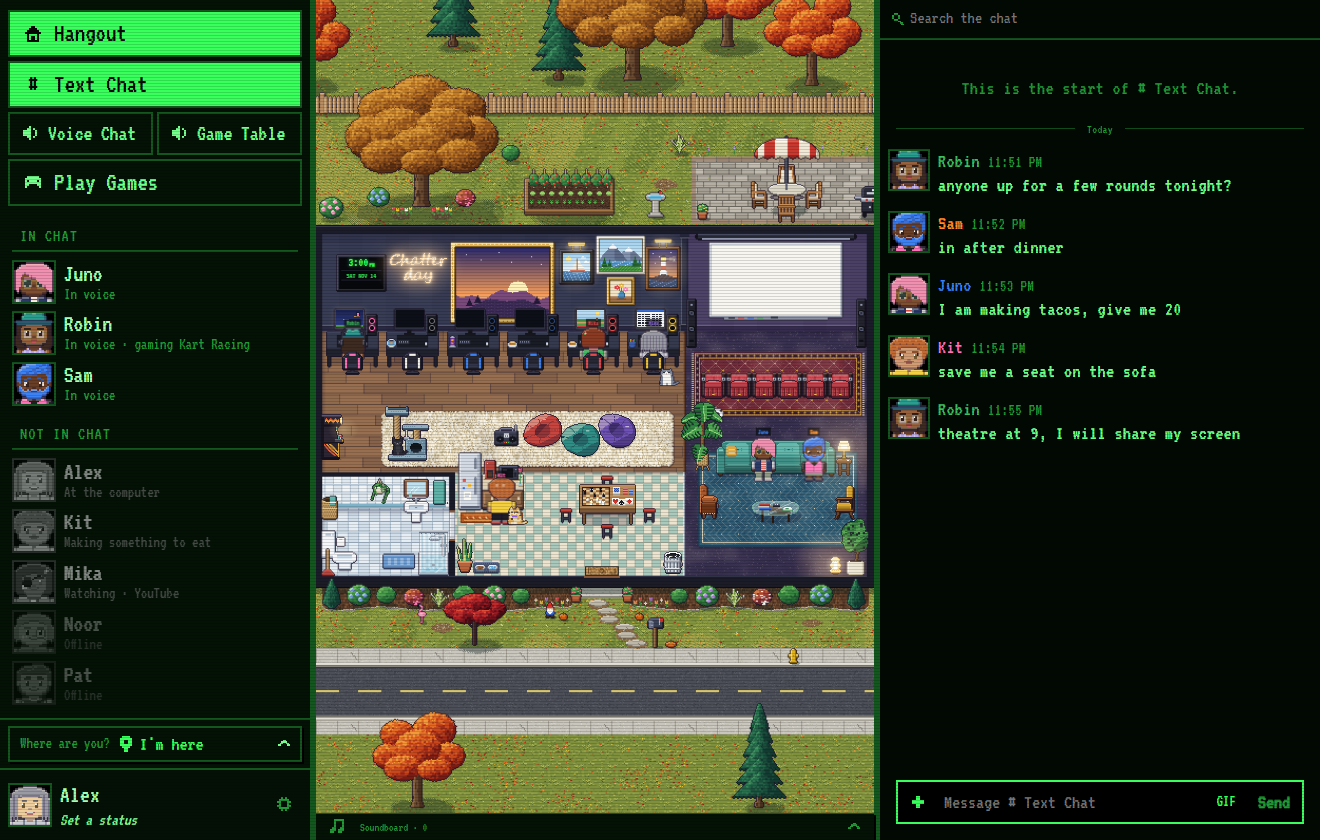 Hangout
# Text Chat
Voice Chat
Game Table
Play Games
IN CHAT
Juno
In voice
Robin
In voice · gaming Kart Racing
Sam
In voice
NOT IN CHAT
Alex
At the computer
Kit
Making something to eat
Mika
Watching · YouTube
Noor
Offline
Pat
Offline
Where are you? I'm here
Alex
Set a status
3:00PM
SAT NOV 14
Chatter
day
Soundboard · 0
Search the chat
This is the start of # Text Chat.
Today
Robin 11:51 PM
anyone up for a few rounds tonight?
Sam 11:52 PM
in after dinner
Juno 11:53 PM
I am making tacos, give me 20
Kit 11:54 PM
save me a seat on the sofa
Robin 11:55 PM
theatre at 9, I will share my screen
Message # Text Chat
GIF
Send